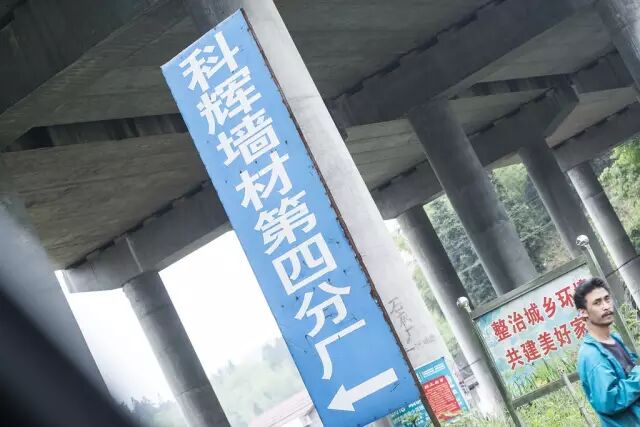 科辉墙材第四分厂
整治城乡环
共建美好家